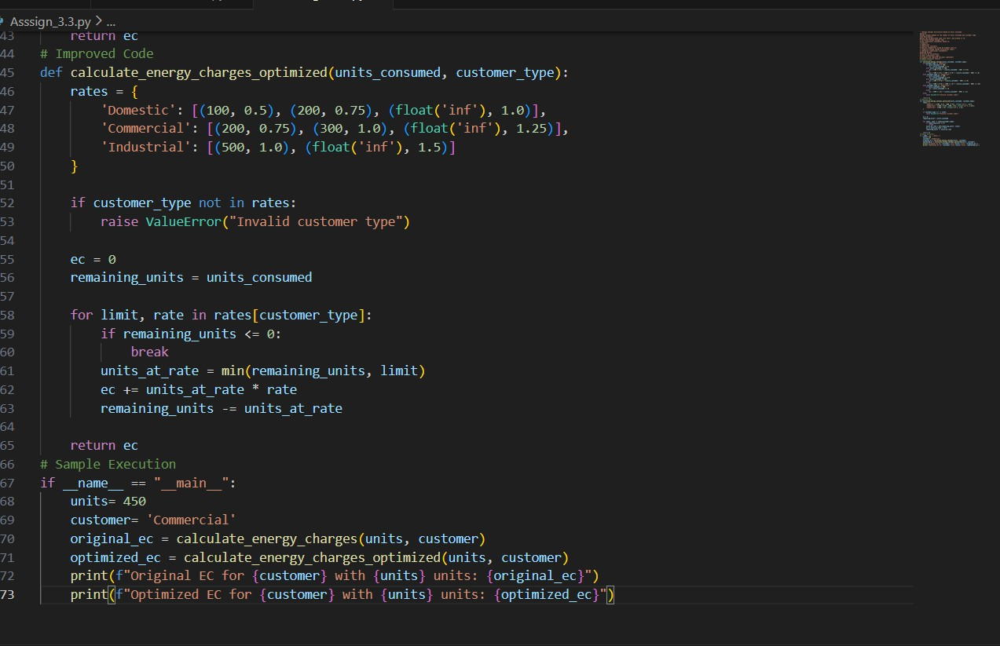 Asssign_3.3.py > ...
43 return ec
44 # Improved Code
45 def calculate_energy_charges_optimized(units_consumed, customer_type):
46 rates = {
47 'Domestic': [(100, 0.5), (200, 0.75), (float('inf'), 1.0)],
48 'Commercial': [(200, 0.75), (300, 1.0), (float('inf'), 1.25)],
49 'Industrial': [(500, 1.0), (float('inf'), 1.5)]
50 }
51
52 if customer_type not in rates:
53 raise ValueError("Invalid customer type")
54
55 ec = 0
56 remaining_units = units_consumed
57
58 for limit, rate in rates[customer_type]:
59 if remaining_units <= 0:
60 break
61 units_at_rate = min(remaining_units, limit)
62 ec += units_at_rate * rate
63 remaining_units -= units_at_rate
64
65 return ec
66 # Sample Execution
67 if __name__ == "__main__":
68 units= 450
69 customer= 'Commercial'
70 original_ec = calculate_energy_charges(units, customer)
71 optimized_ec = calculate_energy_charges_optimized(units, customer)
72 print(f"Original EC for {customer} with {units} units: {original_ec}")
73 print(f"Optimized EC for {customer} with {units} units: {optimized_ec}")